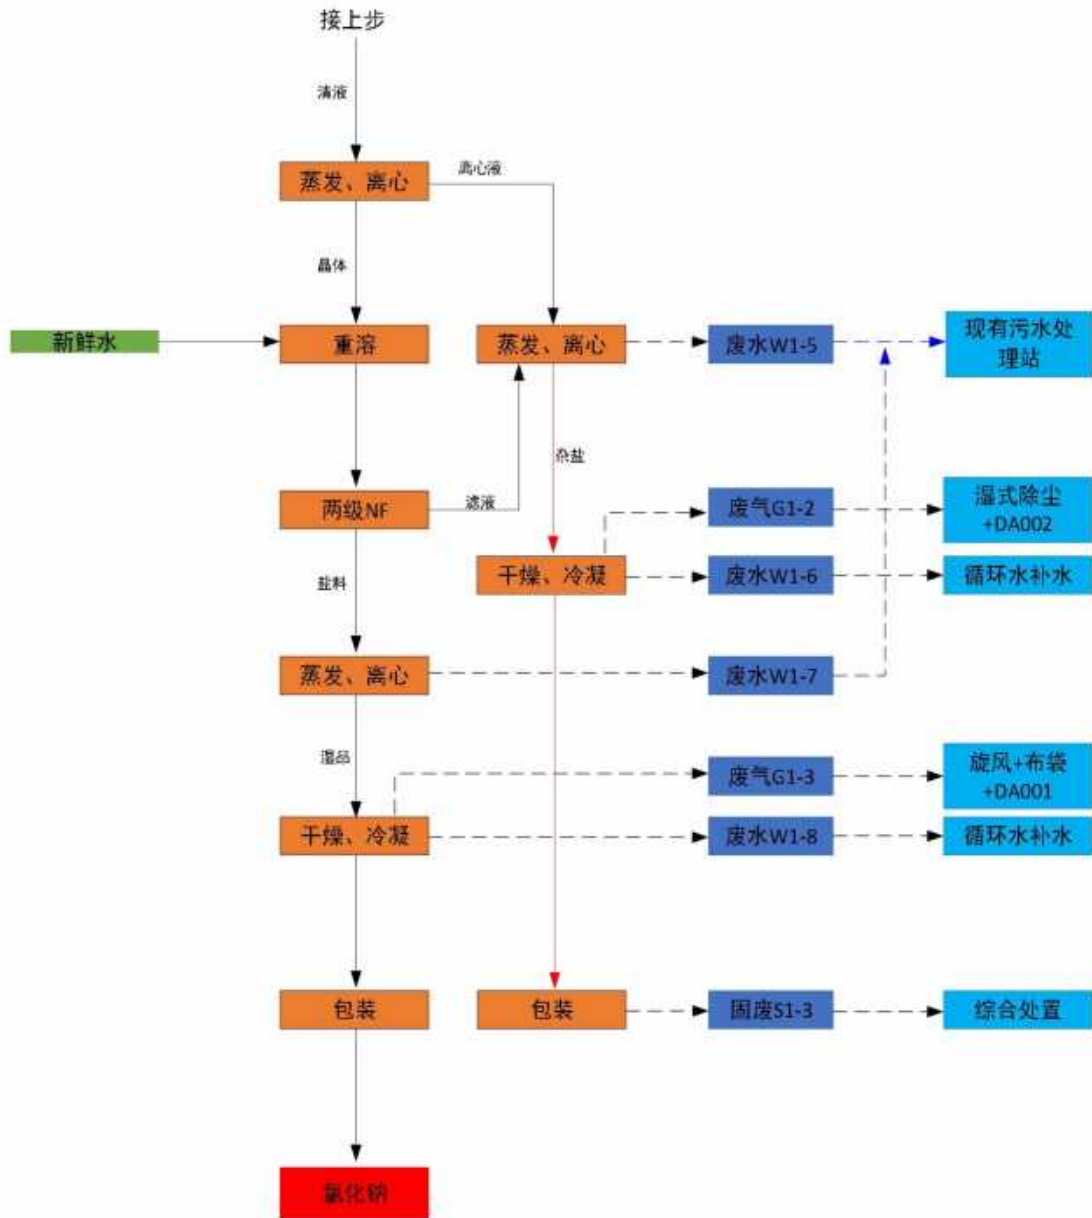 接上步
清液
蒸发、离心
离心液
晶体
新鲜水
重溶
蒸发、离心
废水W1-5
现有污水处
理站
杂盐
两级NF
滤液
废气G1-2
湿式除尘
+DA002
干燥、冷凝
废水W1-6
循环水补水
盐料
蒸发、离心
废水W1-7
湿品
废气G1-3
旋风+布袋
+DA001
干燥、冷凝
废水W1-8
循环水补水
包装
包装
固废S1-3
综合处置
氯化钠